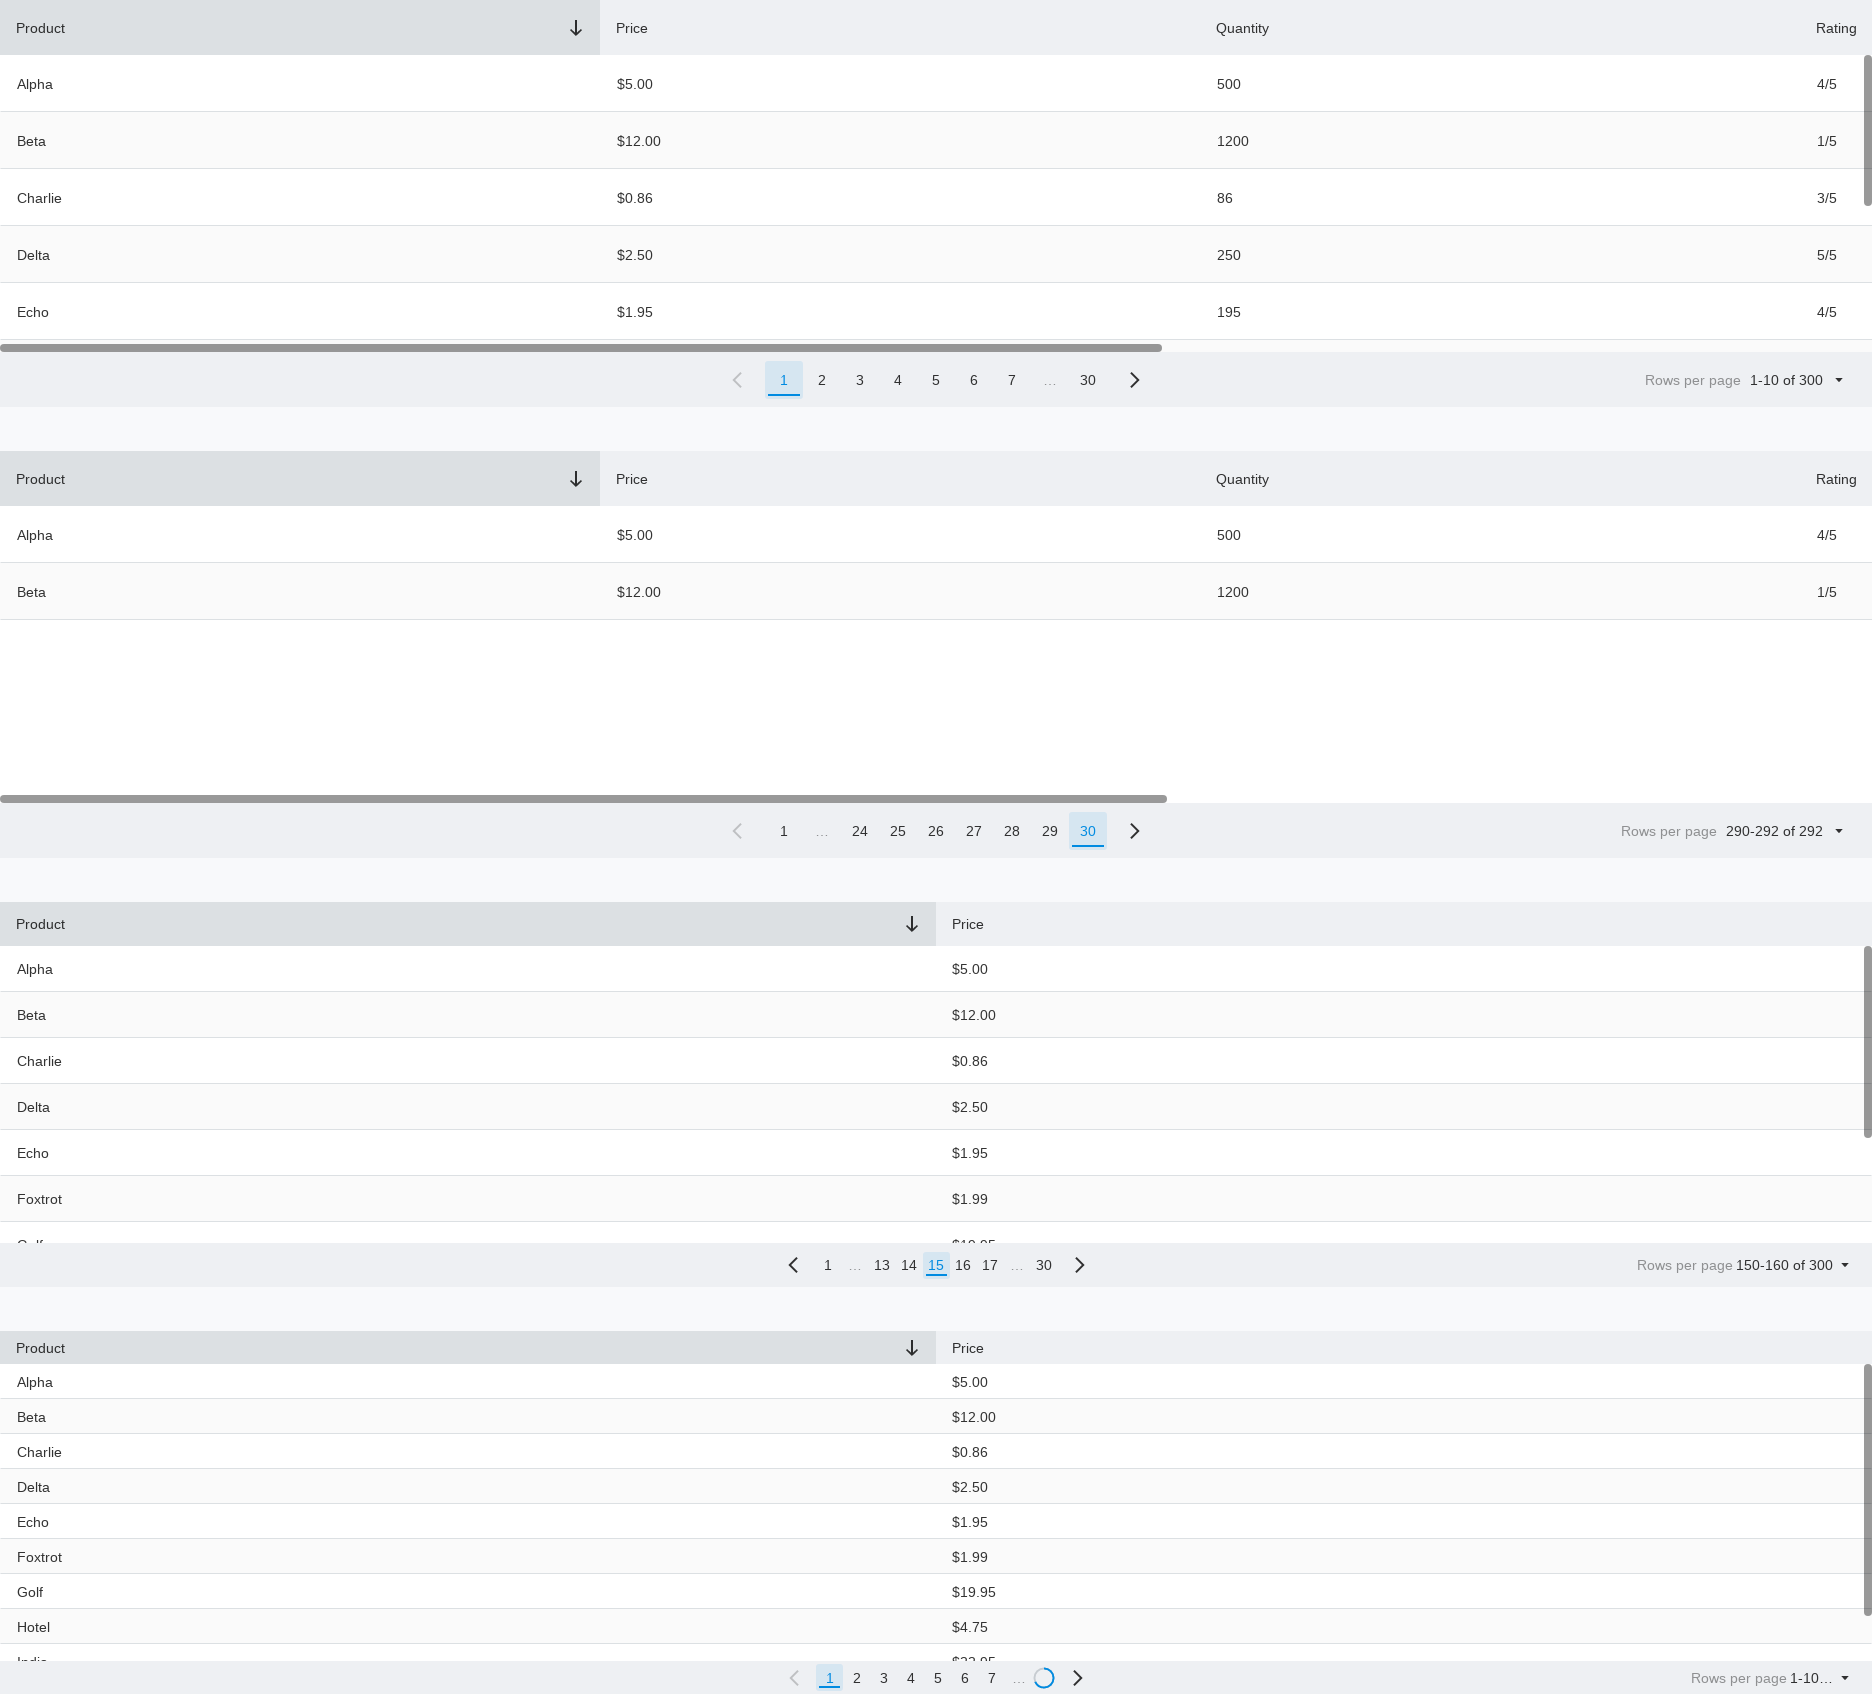 Product Price Quantity Rating
Alpha $5.00 500 4/5
Beta $12.00 1200 1/5
Charlie $0.86 86 3/5
Delta $2.50 250 5/5
Echo $1.95 195 4/5
1 2 3 4 5 6 7 ... 30 Rows per page 1-10 of 300
Product Price Quantity Rating
Alpha $5.00 500 4/5
Beta $12.00 1200 1/5
1 ... 24 25 26 27 28 29 30 Rows per page 290-292 of 292
Product Price
Alpha $5.00
Beta $12.00
Charlie $0.86
Delta $2.50
Echo $1.95
Foxtrot $1.99
1 ... 13 14 15 16 17 ... 30 Rows per page 150-160 of 300
Product Price
Alpha $5.00
Beta $12.00
Charlie $0.86
Delta $2.50
Echo $1.95
Foxtrot $1.99
Golf $19.95
Hotel $4.75
1 2 3 4 5 6 7 ... Rows per page 1-10...